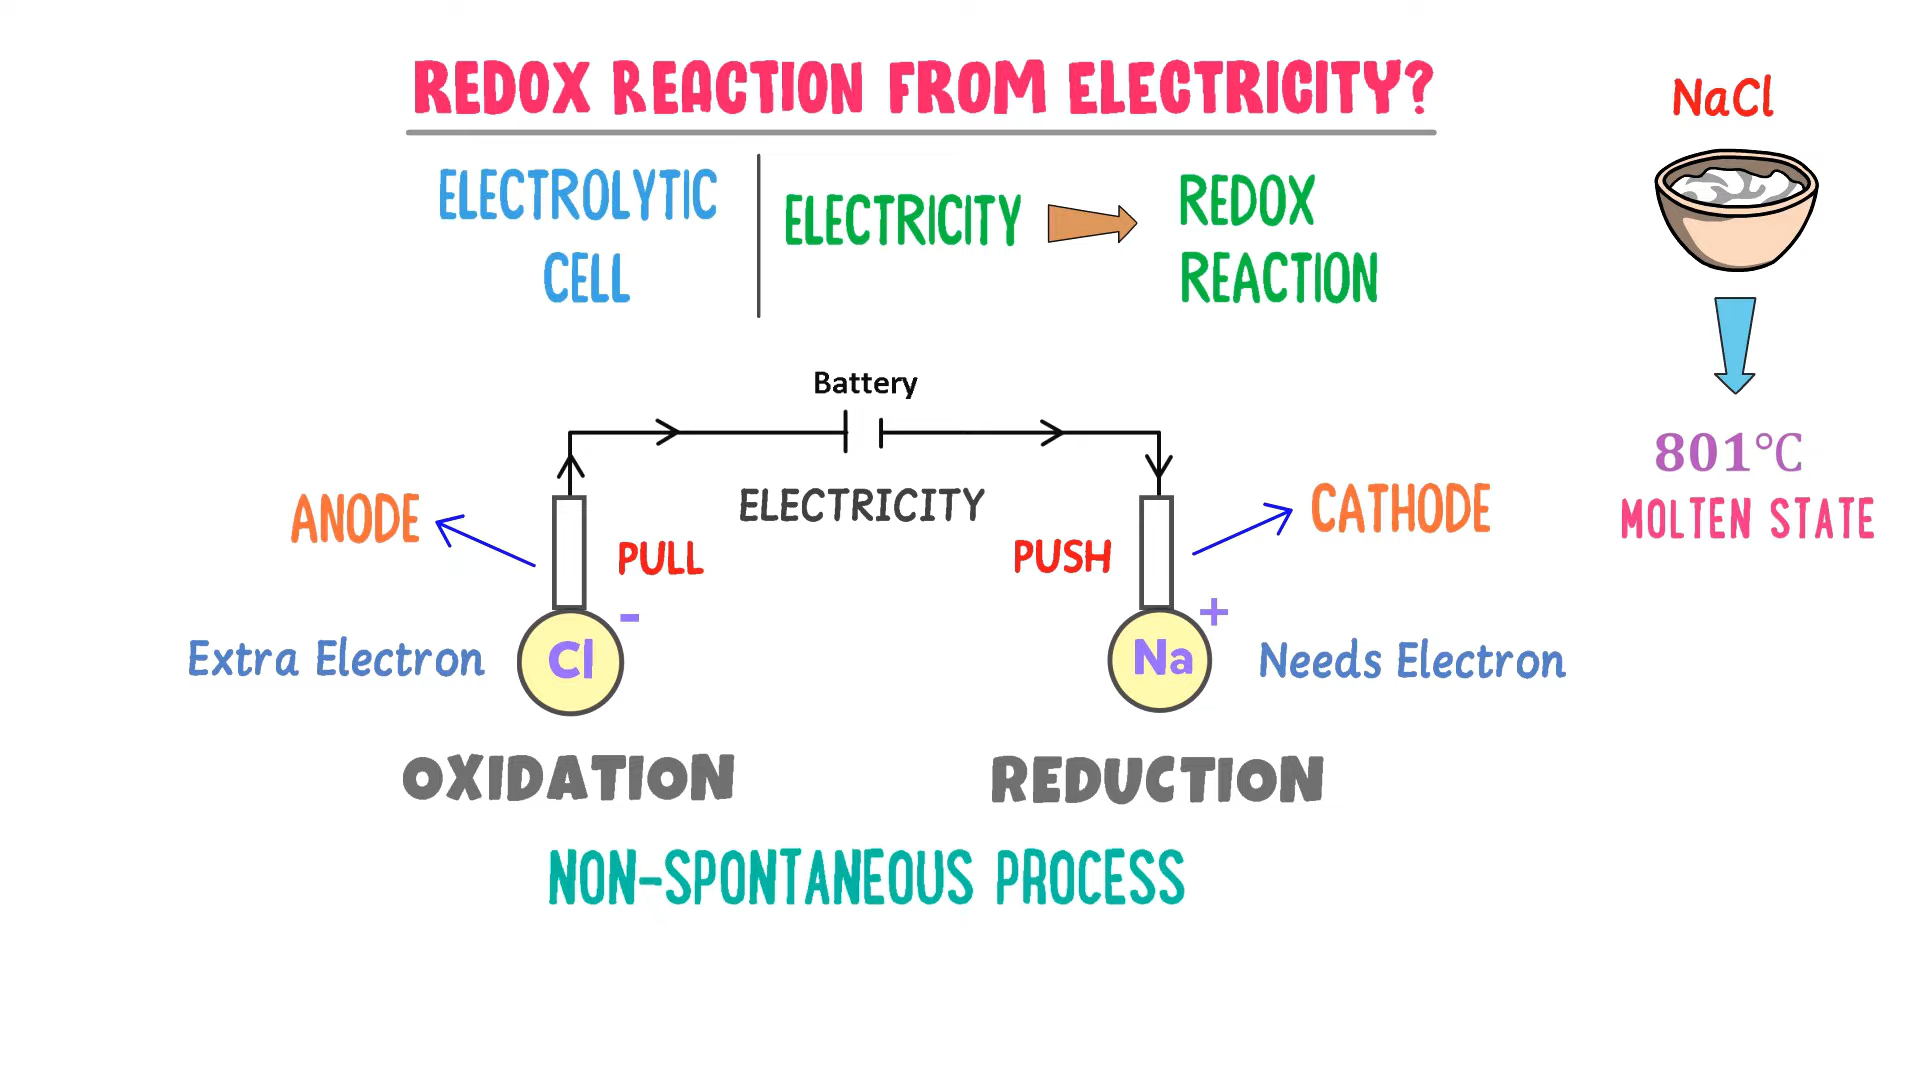 REDOX REACTION FROM ELECTRICITY?
NaCl
ELECTROLYTIC
CELL
ELECTRICITY
REDOX
REACTION
Battery
801°C
MOLTEN STATE
ANODE
ELECTRICITY
CATHODE
PULL
PUSH
Extra Electron
Cl -
Na +
Needs Electron
OXIDATION
REDUCTION
NON-SPONTANEOUS PROCESS